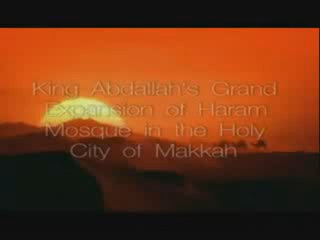 King Abdallah's Grand
Expansion of Haram
Mosque in the Holy
City of Makkah